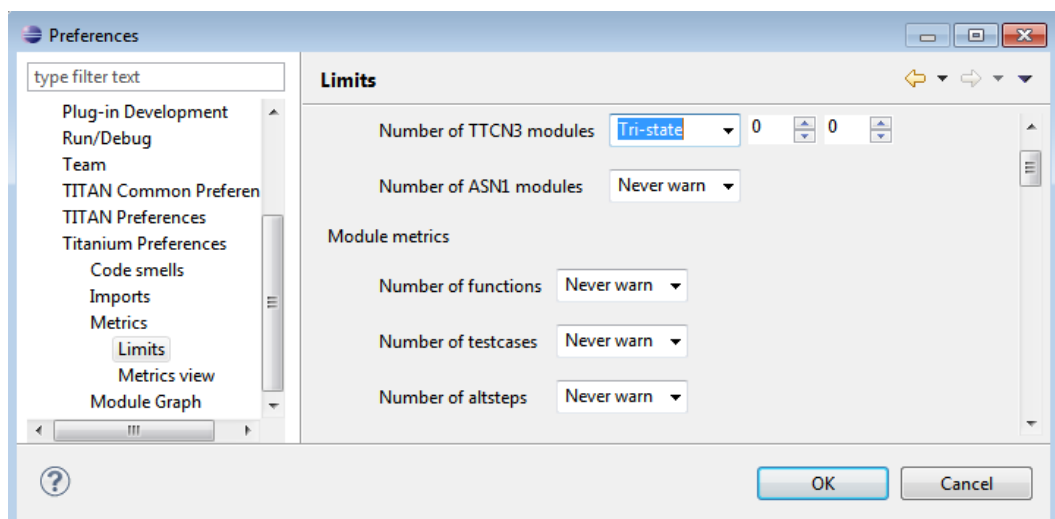 Preferences
type filter text
Plug-in Development
Run/Debug
Team
TITAN Common Preferen
TITAN Preferences
Titanium Preferences
Code smells
Imports
Metrics
Limits
Metrics view
Module Graph
Limits
Number of TTCN3 modules Tri-state 0 0
Number of ASN1 modules Never warn
Module metrics
Number of functions Never warn
Number of testcases Never warn
Number of altsteps Never warn
? OK Cancel